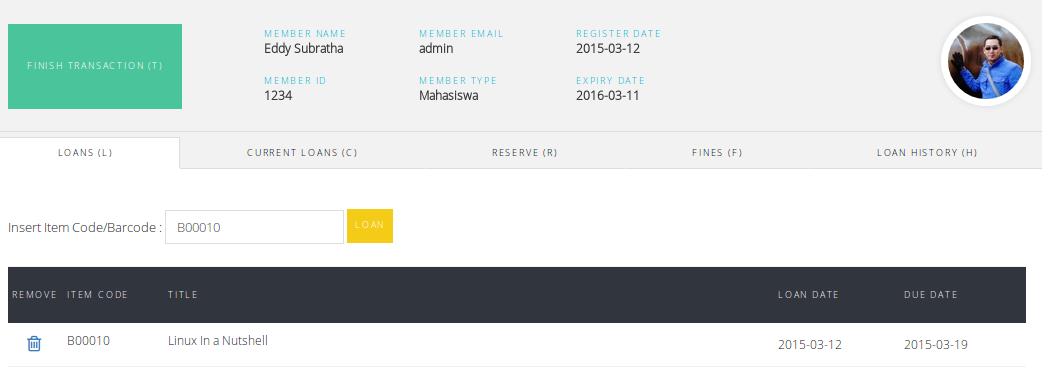 FINISH TRANSACTION (T)
MEMBER NAME MEMBER EMAIL REGISTER DATE
Eddy Subratha admin 2015-03-12
MEMBER ID MEMBER TYPE EXPIRY DATE
1234 Mahasiswa 2016-03-11
LOANS (L) CURRENT LOANS (C) RESERVE (R) FINES (F) LOAN HISTORY (H)
Insert Item Code/Barcode : B00010 LOAN
REMOVE ITEM CODE TITLE LOAN DATE DUE DATE
B00010 Linux In a Nutshell 2015-03-12 2015-03-19